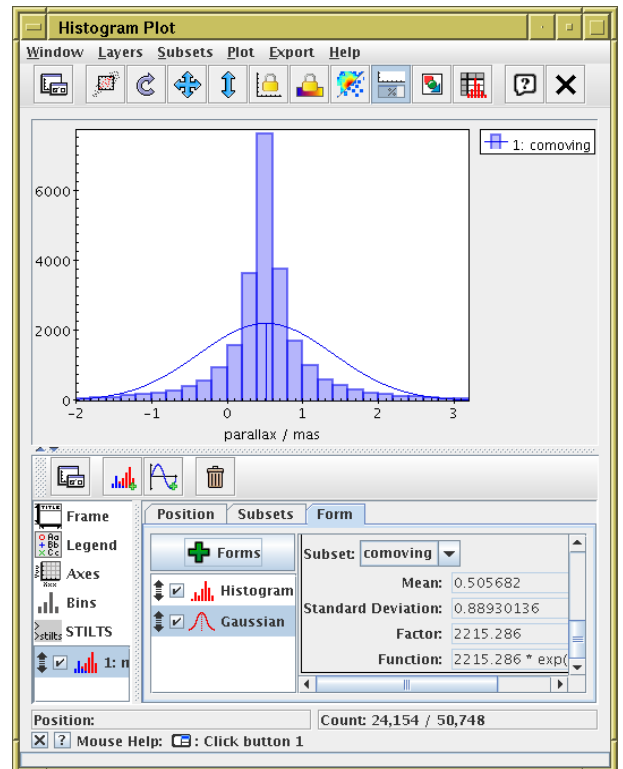 Histogram Plot
Window Layers Subsets Plot Export Help
1: comoving
6000
4000
2000
0
-2 -1 0 1 2 3
parallax / mas
Position Subsets Form
Frame
Legend
Axes
Bins
STILTS
1: n
Forms
Histogram
Gaussian
Subset: comoving
Mean: 0.505682
Standard Deviation: 0.88930136
Factor: 2215.286
Function: 2215.286 * exp(
Position:
Count: 24,154 / 50,748
Mouse Help: : Click button 1